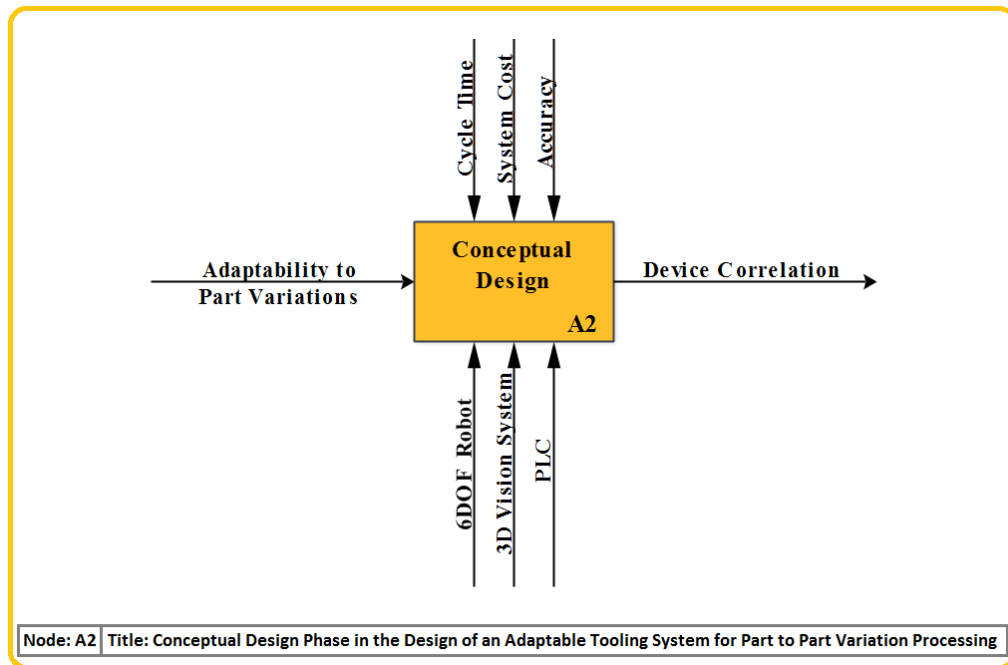 Cycle Time
System Cost
Accuracy
Conceptual
Design
A2
Adaptability to
Part Variations
Device Correlation
6DOF Robot
3D Vision System
PLC
Node: A2
Title: Conceptual Design Phase in the Design of an Adaptable Tooling System for Part to Part Variation Processing